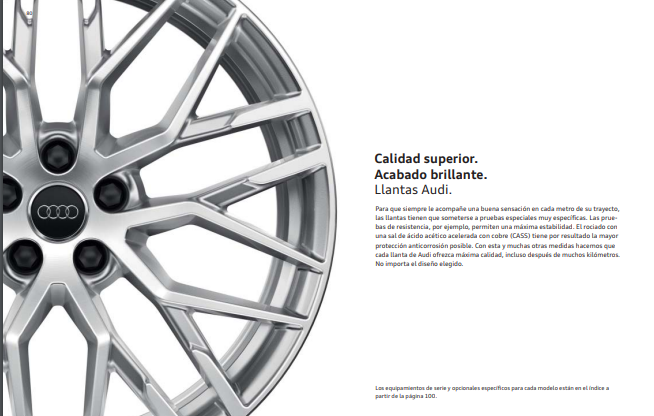 Calidad superior.
Acabado brillante.
Llantas Audi.
Para que siempre le acompañe una buena sensación en cada metro de su trayecto,
las llantas tienen que someterse a pruebas especiales muy específicas. Las prue-
bas de resistencia, por ejemplo, permiten una máxima estabilidad. El rociado con
una sal de ácido acético acelerada con cobre (CASS) tiene por resultado la mayor
protección anticorrosión posible. Con esta y muchas otras medidas hacemos que
cada llanta de Audi ofrezca máxima calidad, incluso después de muchos kilómetros.
No importa el diseño elegido.
Los equipamientos de serie y opcionales específicos para cada modelo están en el índice a
partir de la página 100.